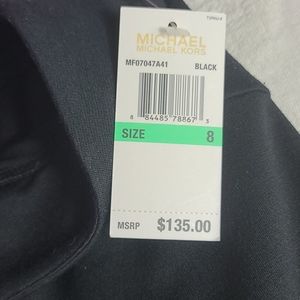 MICHAEL
MICHAEL KORS
MF07047A41 BLACK
8 84485 78867 3
SIZE 8
MSRP $135.00